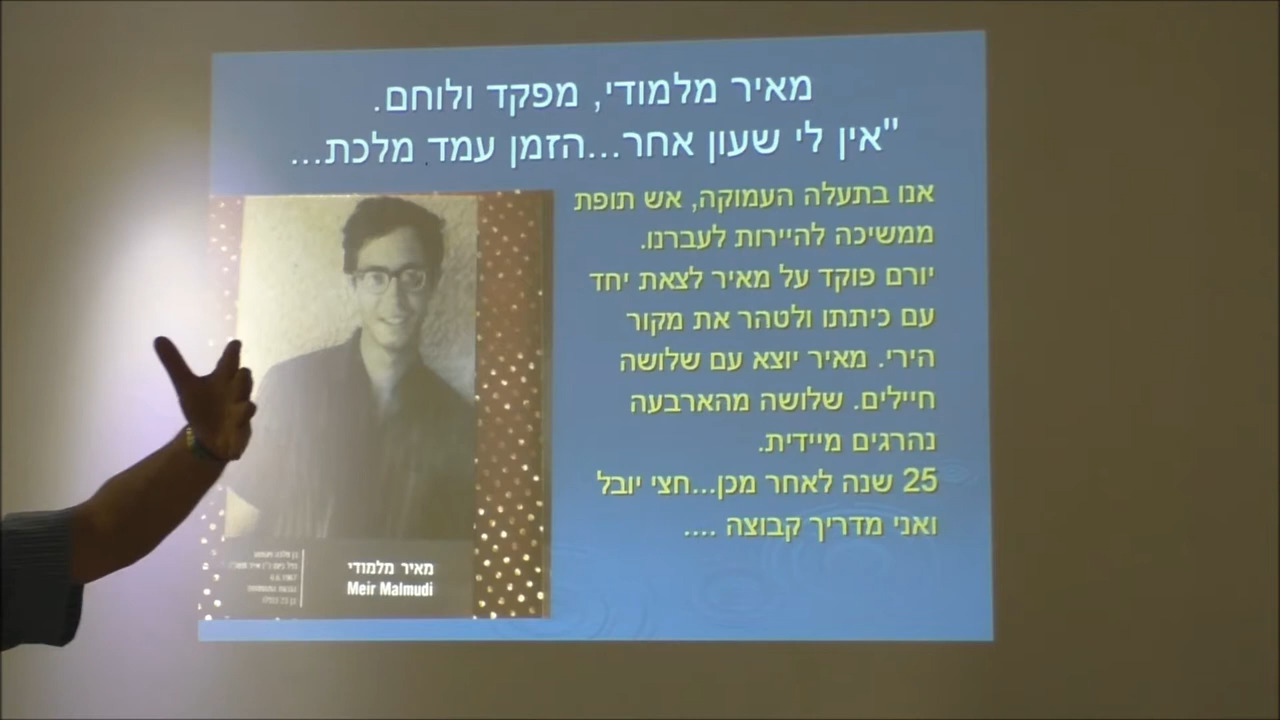 מאיר מלמודי, מפקד ולוחם.
"אין לי שעון אחר...הזמן עמד מלכת...
אנו בתעלה העמוקה, אש תופת
ממשיכה להיירות לעברנו.
יורם פוקד על מאיר לצאת יחד
עם כיתתו ולטהר את מקור
הירי. מאיר יוצא עם שלושה
חיילים. שלושה מהארבעה
נהרגים מיידית.
25 שנה לאחר מכן...חצי יובל
ואני מדריך קבוצה ....
מאיר מלמודי
Meir Malmudi